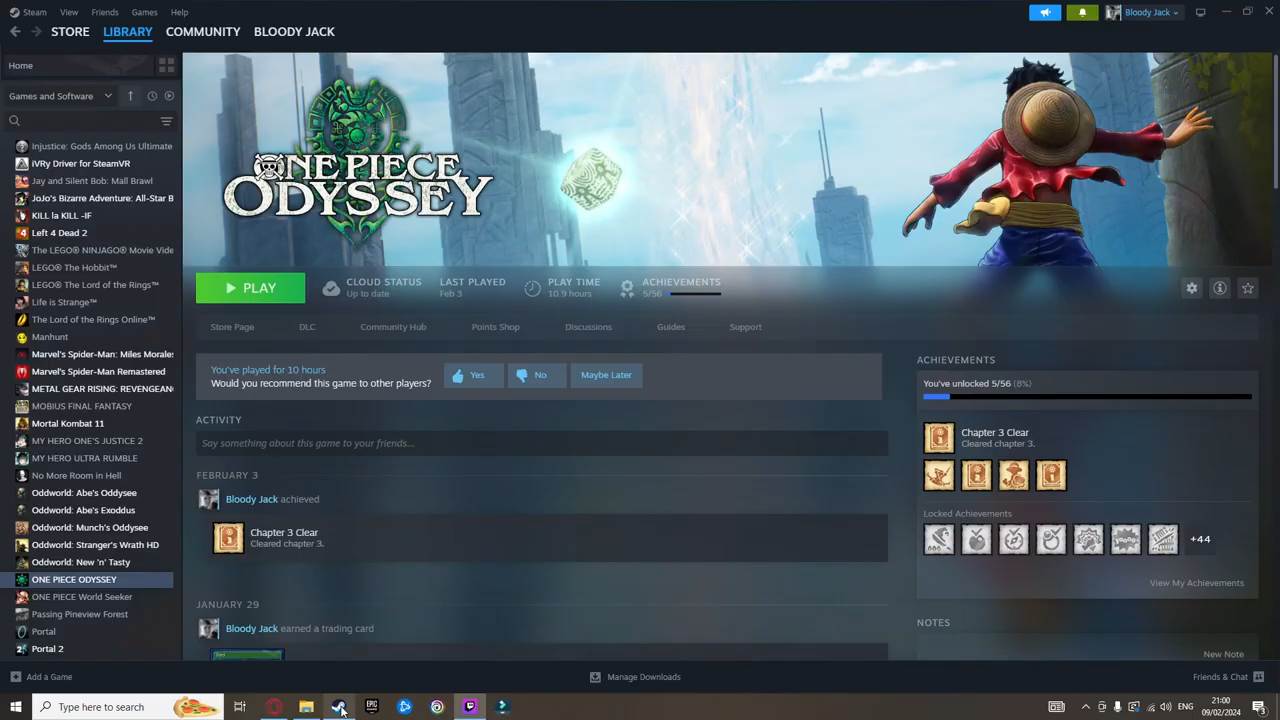 Steam View Friends Games Help
Bloody Jack
STORE LIBRARY COMMUNITY BLOODY JACK
Home
Games and Software
Injustice: Gods Among Us Ultimate
iVRy Driver for SteamVR
Jay and Silent Bob: Mall Brawl
JoJo's Bizarre Adventure: All-Star B
KILL la KILL -IF
Left 4 Dead 2
The LEGO® NINJAGO® Movie Vide
LEGO® The Hobbit™
LEGO® The Lord of the Rings™
Life is Strange™
The Lord of the Rings Online™
Manhunt
Marvel's Spider-Man: Miles Morales
Marvel's Spider-Man Remastered
METAL GEAR RISING: REVENGEAN
MOBIUS FINAL FANTASY
Mortal Kombat 11
MY HERO ONE'S JUSTICE 2
MY HERO ULTRA RUMBLE
No More Room in Hell
Oddworld: Abe's Oddysee
Oddworld: Abe's Exoddus
Oddworld: Munch's Oddysee
Oddworld: Stranger's Wrath HD
Oddworld: New 'n' Tasty
ONE PIECE ODYSSEY
ONE PIECE World Seeker
Passing Pineview Forest
Portal
Portal 2
ONE PIECE
ODYSSEY
PLAY
CLOUD STATUS
Up to date
LAST PLAYED
Feb 3
PLAY TIME
10.9 hours
ACHIEVEMENTS
5/56
Store Page DLC Community Hub Points Shop Discussions Guides Support
You've played for 10 hours
Would you recommend this game to other players?
Yes No Maybe Later
ACTIVITY
Say something about this game to your friends...
FEBRUARY 3
Bloody Jack achieved
Chapter 3 Clear
Cleared chapter 3.
JANUARY 29
Bloody Jack earned a trading card
ACHIEVEMENTS
You've unlocked 5/56 (8%)
Chapter 3 Clear
Cleared chapter 3.
Locked Achievements
+44
View My Achievements
NOTES
New Note
Add a Game Manage Downloads Friends & Chat
Type here to search
EPIC
21:00
09/02/2024
3